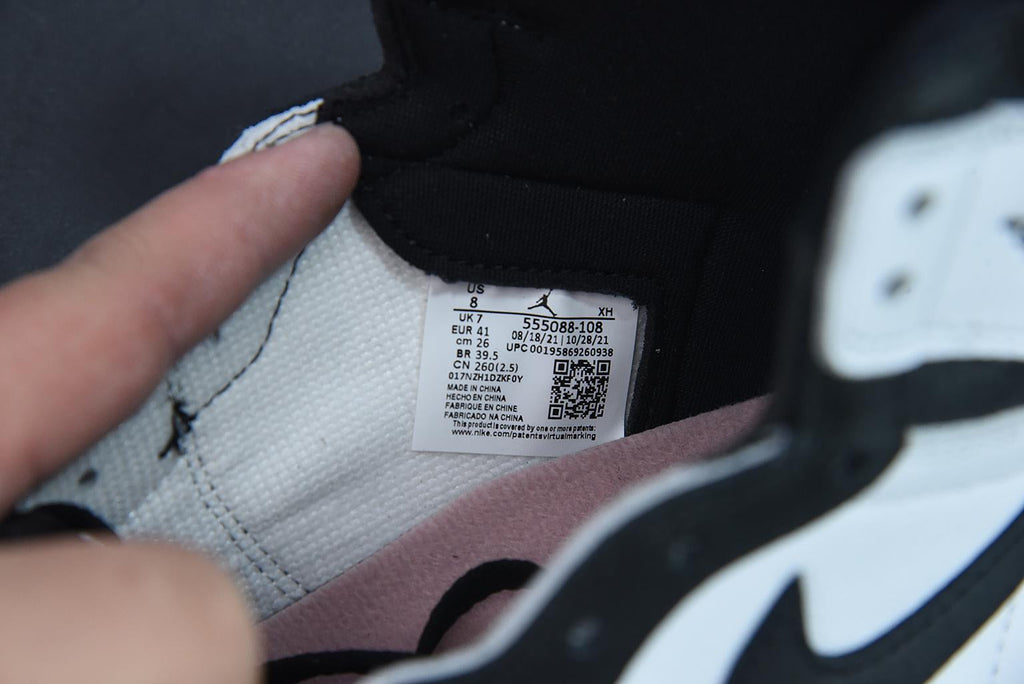 US
8
XH
UK 7
555088-108
EUR 41
08/18/21 | 10/28/21
cm 26
UPC 00195869260938
BR 39.5
CN 260(2.5)
017NZH1DZKF0Y
MADE IN CHINA
HECHO EN CHINA
FABRIQUE EN CHINE
FABRICADO NA CHINA
This product is covered by one or more patents:
www.nike.com/patentsvirtualmarking